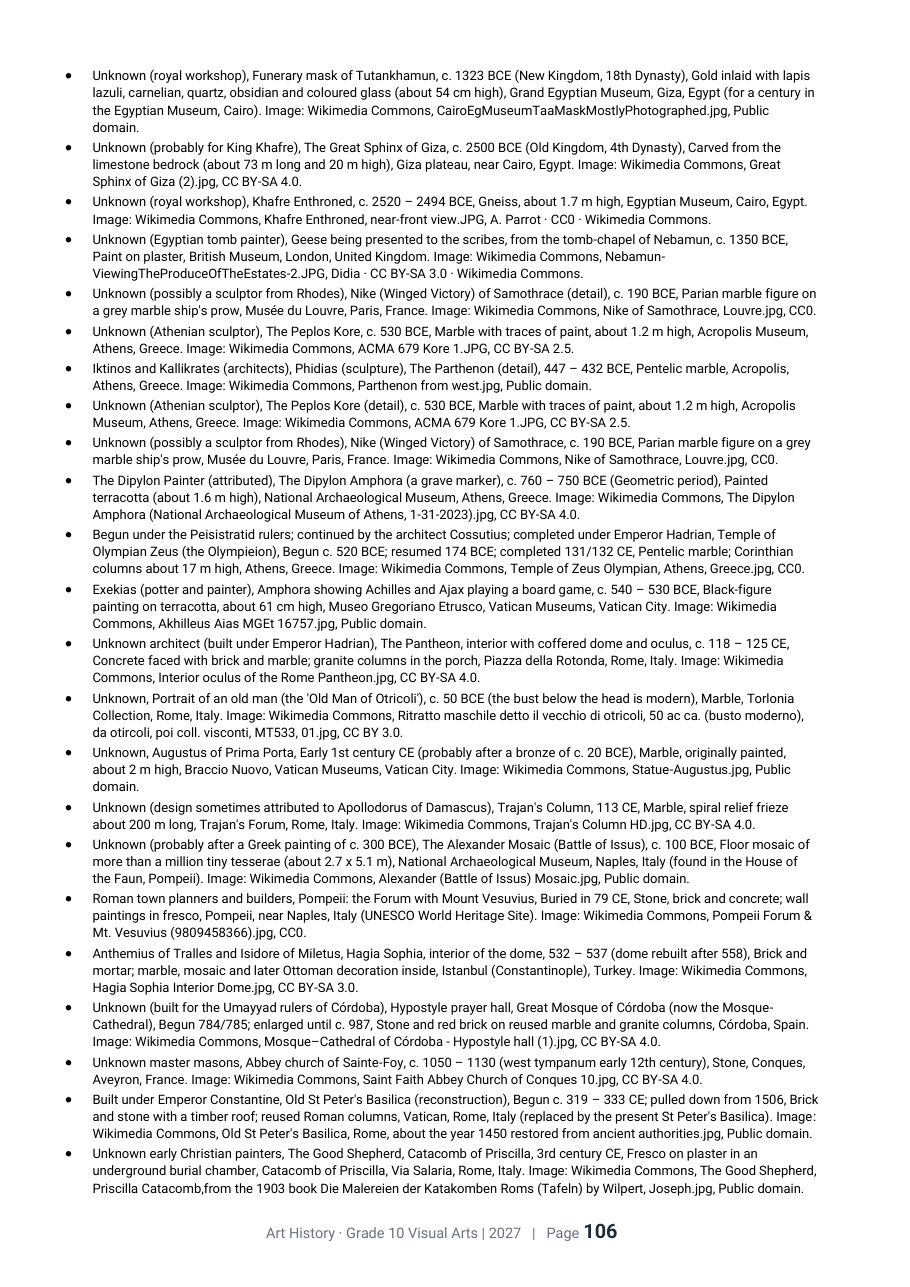 ● Unknown (royal workshop), Funerary mask of Tutankhamun, c. 1323 BCE (New Kingdom, 18th Dynasty), Gold inlaid with lapis
lazuli, carnelian, quartz, obsidian and coloured glass (about 54 cm high), Grand Egyptian Museum, Giza, Egypt (for a century in
the Egyptian Museum, Cairo). Image: Wikimedia Commons, CairoEgMuseumTaaMaskMostlyPhotographed.jpg, Public
domain.
● Unknown (probably for King Khafre), The Great Sphinx of Giza, c. 2500 BCE (Old Kingdom, 4th Dynasty), Carved from the
limestone bedrock (about 73 m long and 20 m high), Giza plateau, near Cairo, Egypt. Image: Wikimedia Commons, Great
Sphinx of Giza (2).jpg, CC BY-SA 4.0.
● Unknown (royal workshop), Khafre Enthroned, c. 2520 – 2494 BCE, Gneiss, about 1.7 m high, Egyptian Museum, Cairo, Egypt.
Image: Wikimedia Commons, Khafre Enthroned, near-front view.JPG, A. Parrot · CC0 · Wikimedia Commons.
● Unknown (Egyptian tomb painter), Geese being presented to the scribes, from the tomb-chapel of Nebamun, c. 1350 BCE,
Paint on plaster, British Museum, London, United Kingdom. Image: Wikimedia Commons, Nebamun-
ViewingTheProduceOfTheEstates-2.JPG, Didia · CC BY-SA 3.0 · Wikimedia Commons.
● Unknown (possibly a sculptor from Rhodes), Nike (Winged Victory) of Samothrace (detail), c. 190 BCE, Parian marble figure on
a grey marble ship's prow, Musée du Louvre, Paris, France. Image: Wikimedia Commons, Nike of Samothrace, Louvre.jpg, CC0.
● Unknown (Athenian sculptor), The Peplos Kore, c. 530 BCE, Marble with traces of paint, about 1.2 m high, Acropolis Museum,
Athens, Greece. Image: Wikimedia Commons, ACMA 679 Kore 1.JPG, CC BY-SA 2.5.
● Iktinos and Kallikrates (architects), Phidias (sculpture), The Parthenon (detail), 447 – 432 BCE, Pentelic marble, Acropolis,
Athens, Greece. Image: Wikimedia Commons, Parthenon from west.jpg, Public domain.
● Unknown (Athenian sculptor), The Peplos Kore (detail), c. 530 BCE, Marble with traces of paint, about 1.2 m high, Acropolis
Museum, Athens, Greece. Image: Wikimedia Commons, ACMA 679 Kore 1.JPG, CC BY-SA 2.5.
● Unknown (possibly a sculptor from Rhodes), Nike (Winged Victory) of Samothrace, c. 190 BCE, Parian marble figure on a grey
marble ship's prow, Musée du Louvre, Paris, France. Image: Wikimedia Commons, Nike of Samothrace, Louvre.jpg, CC0.
● The Dipylon Painter (attributed), The Dipylon Amphora (a grave marker), c. 760 – 750 BCE (Geometric period), Painted
terracotta (about 1.6 m high), National Archaeological Museum, Athens, Greece. Image: Wikimedia Commons, The Dipylon
Amphora (National Archaeological Museum of Athens, 1-31-2023).jpg, CC BY-SA 4.0.
● Begun under the Peisistratid rulers; continued by the architect Cossutius; completed under Emperor Hadrian, Temple of
Olympian Zeus (the Olympieion), Begun c. 520 BCE; resumed 174 BCE; completed 131/132 CE, Pentelic marble; Corinthian
columns about 17 m high, Athens, Greece. Image: Wikimedia Commons, Temple of Zeus Olympian, Athens, Greece.jpg, CC0.
● Exekias (potter and painter), Amphora showing Achilles and Ajax playing a board game, c. 540 – 530 BCE, Black-figure
painting on terracotta, about 61 cm high, Museo Gregoriano Etrusco, Vatican Museums, Vatican City. Image: Wikimedia
Commons, Akhilleus Aias MGEt 16757.jpg, Public domain.
● Unknown architect (built under Emperor Hadrian), The Pantheon, interior with coffered dome and oculus, c. 118 – 125 CE,
Concrete faced with brick and marble; granite columns in the porch, Piazza della Rotonda, Rome, Italy. Image: Wikimedia
Commons, Interior oculus of the Rome Pantheon.jpg, CC BY-SA 4.0.
● Unknown, Portrait of an old man (the 'Old Man of Otricoli'), c. 50 BCE (the bust below the head is modern), Marble, Torlonia
Collection, Rome, Italy. Image: Wikimedia Commons, Ritratto maschile detto il vecchio di otricoli, 50 ac ca. (busto moderno),
da otircoli, poi coll. visconti, MT533, 01.jpg, CC BY 3.0.
● Unknown, Augustus of Prima Porta, Early 1st century CE (probably after a bronze of c. 20 BCE), Marble, originally painted,
about 2 m high, Braccio Nuovo, Vatican Museums, Vatican City. Image: Wikimedia Commons, Statue-Augustus.jpg, Public
domain.
● Unknown (design sometimes attributed to Apollodorus of Damascus), Trajan's Column, 113 CE, Marble, spiral relief frieze
about 200 m long, Trajan's Forum, Rome, Italy. Image: Wikimedia Commons, Trajan's Column HD.jpg, CC BY-SA 4.0.
● Unknown (probably after a Greek painting of c. 300 BCE), The Alexander Mosaic (Battle of Issus), c. 100 BCE, Floor mosaic of
more than a million tiny tesserae (about 2.7 x 5.1 m), National Archaeological Museum, Naples, Italy (found in the House of
the Faun, Pompeii). Image: Wikimedia Commons, Alexander (Battle of Issus) Mosaic.jpg, Public domain.
● Roman town planners and builders, Pompeii: the Forum with Mount Vesuvius, Buried in 79 CE, Stone, brick and concrete; wall
paintings in fresco, Pompeii, near Naples, Italy (UNESCO World Heritage Site). Image: Wikimedia Commons, Pompeii Forum &
Mt. Vesuvius (9809458366).jpg, CC0.
● Anthemius of Tralles and Isidore of Miletus, Hagia Sophia, interior of the dome, 532 – 537 (dome rebuilt after 558), Brick and
mortar; marble, mosaic and later Ottoman decoration inside, Istanbul (Constantinople), Turkey. Image: Wikimedia Commons,
Hagia Sophia Interior Dome.jpg, CC BY-SA 3.0.
● Unknown (built for the Umayyad rulers of Córdoba), Hypostyle prayer hall, Great Mosque of Córdoba (now the Mosque-
Cathedral), Begun 784/785; enlarged until c. 987, Stone and red brick on reused marble and granite columns, Córdoba, Spain.
Image: Wikimedia Commons, Mosque–Cathedral of Córdoba - Hypostyle hall (1).jpg, CC BY-SA 4.0.
● Unknown master masons, Abbey church of Sainte-Foy, c. 1050 – 1130 (west tympanum early 12th century), Stone, Conques,
Aveyron, France. Image: Wikimedia Commons, Saint Faith Abbey Church of Conques 10.jpg, CC BY-SA 4.0.
● Built under Emperor Constantine, Old St Peter's Basilica (reconstruction), Begun c. 319 – 333 CE; pulled down from 1506, Brick
and stone with a timber roof; reused Roman columns, Vatican, Rome, Italy (replaced by the present St Peter's Basilica). Image:
Wikimedia Commons, Old St Peter's Basilica, Rome, about the year 1450 restored from ancient authorities.jpg, Public domain.
● Unknown early Christian painters, The Good Shepherd, Catacomb of Priscilla, 3rd century CE, Fresco on plaster in an
underground burial chamber, Catacomb of Priscilla, Via Salaria, Rome, Italy. Image: Wikimedia Commons, The Good Shepherd,
Priscilla Catacomb,from the 1903 book Die Malereien der Katakomben Roms (Tafeln) by Wilpert, Joseph.jpg, Public domain.
Art History · Grade 10 Visual Arts | 2027 | Page 106